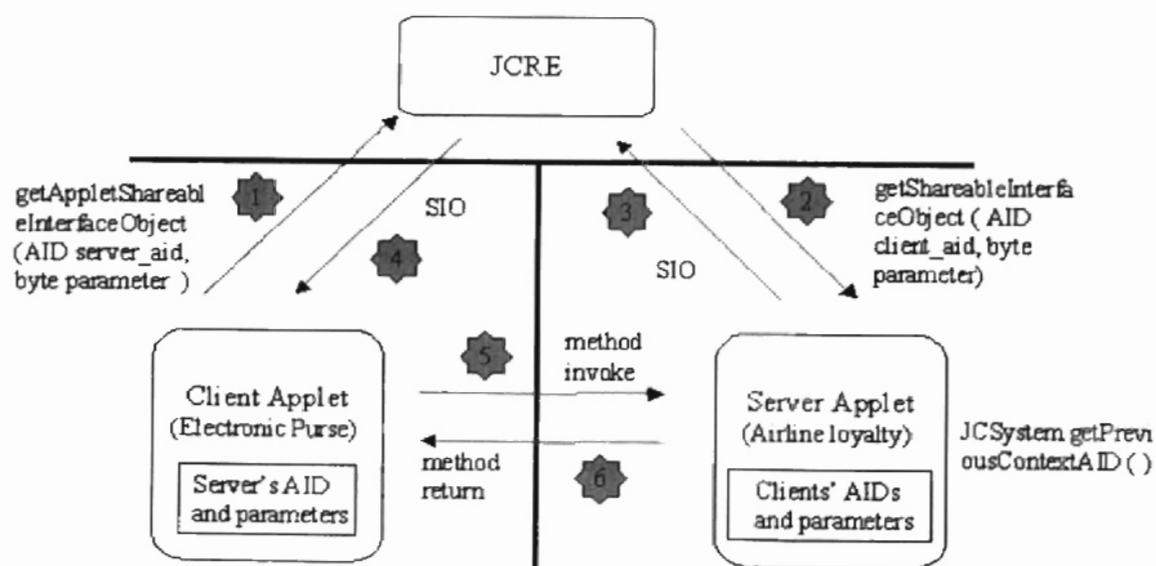 JCRE
getAppletShareabl
eInterfaceObject
(AID server_aid,
byte parameter )
1
SIO
4
3
SIO
2
getShareableInterfa
ceObject ( AID
client_aid, byte
parameter)
5
method
invoke
Client Applet
(Electronic Purse)
Server's AID
and parameters
method
return
6
Server Applet
(Airline loyalty)
Clients' AIDs
and parameters
JCSystem getPrevi
ousContextAID ( )